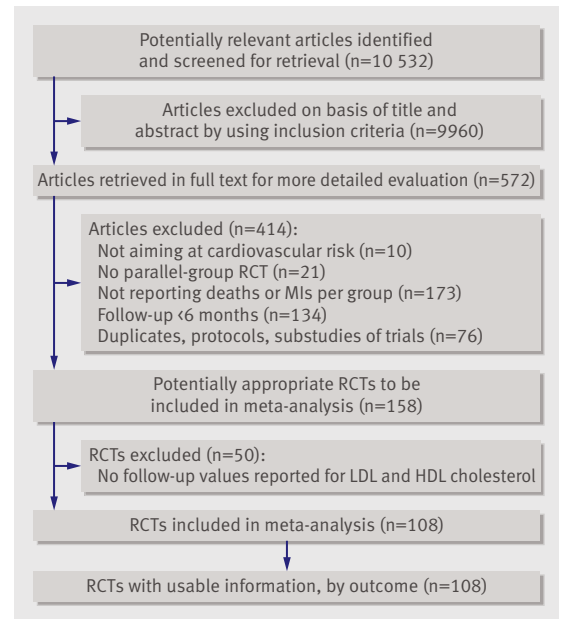 Potentially relevant articles identified
and screened for retrieval (n=10 532)
Articles excluded on basis of title and
abstract by using inclusion criteria (n=9960)
Articles retrieved in full text for more detailed evaluation (n=572)
Articles excluded (n=414):
Not aiming at cardiovascular risk (n=10)
No parallel-group RCT (n=21)
Not reporting deaths or MIs per group (n=173)
Follow-up <6 months (n=134)
Duplicates, protocols, substudies of trials (n=76)
Potentially appropriate RCTs to be
included in meta-analysis (n=158)
RCTs excluded (n=50):
No follow-up values reported for LDL and HDL cholesterol
RCTs included in meta-analysis (n=108)
RCTs with usable information, by outcome (n=108)